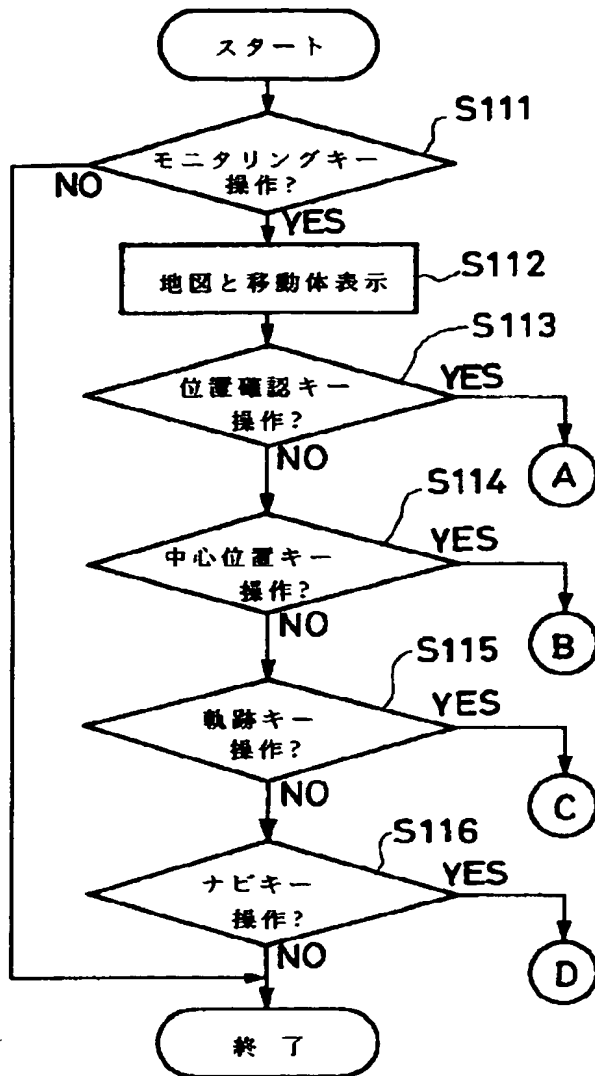 スタート
S111
モニタリングキー
操作?
NO
YES
地図と移動体表示
S112
S113
位置確認キー
操作?
YES
NO
A
S114
中心位置キー
操作?
YES
NO
B
S115
軌跡キー
操作?
YES
NO
C
S116
ナビキー
操作?
YES
NO
D
終了